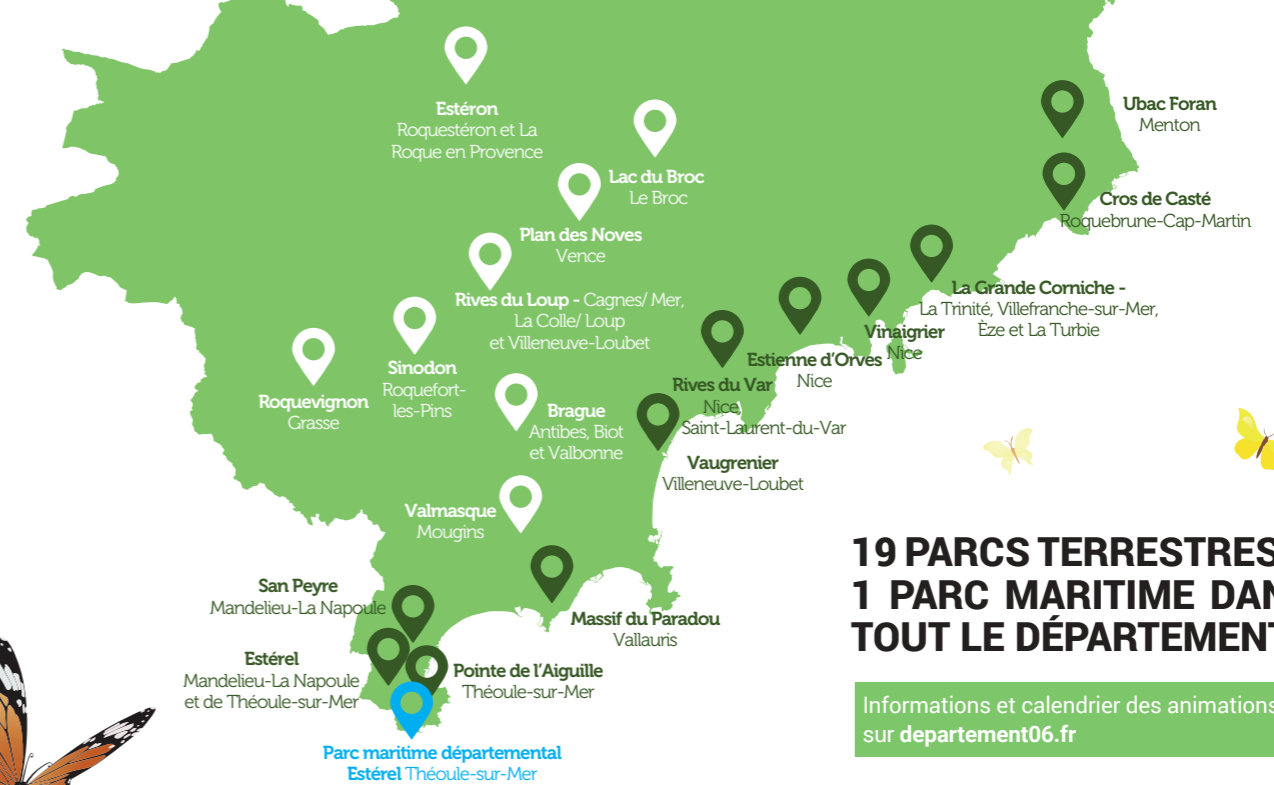 Estéron
Roquestéron et La
Roque en Provence
Lac du Broc
Le Broc
Plan des Noves
Vence
Rives du Loup - Cagnes/ Mer,
La Colle/ Loup
et Villeneuve-Loubet
Sinodon
Roquefort-
les-Pins
Roquevignon
Grasse
Brague
Antibes, Biot
et Valbonne
Valmasque
Mougins
Ubac Foran
Menton
Cros de Casté
Roquebrune-Cap-Martin
La Grande Corniche -
La Trinité, Villefranche-sur-Mer,
Èze et La Turbie
Vinaigrier
Nice
Estienne d'Orves
Nice
Rives du Var
Nice,
Saint-Laurent-du-Var
Vaugrenier
Villeneuve-Loubet
Massif du Paradou
Vallauris
San Peyre
Mandelieu-La Napoule
Estérel
Mandelieu-La Napoule
et de Théoule-sur-Mer
Pointe de l'Aiguille
Théoule-sur-Mer
Parc maritime départemental
Estérel Théoule-sur-Mer
19 PARCS TERRESTRES
1 PARC MARITIME DAN
TOUT LE DÉPARTEMENT
Informations et calendrier des animations
sur departement06.fr